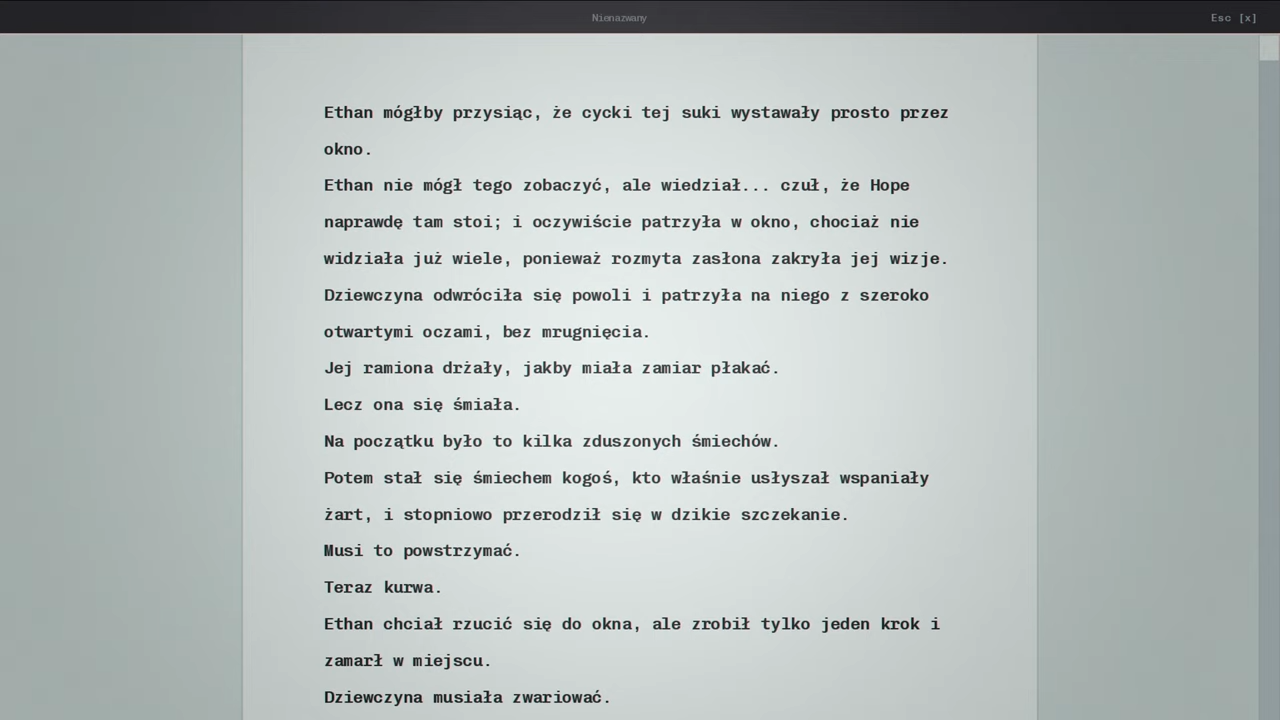 Nienazwany
Esc [x]
Ethan mógłby przysiąc, że cycki tej suki wystawały prosto przez
okno.
Ethan nie mógł tego zobaczyć, ale wiedział... czuł, że Hope
naprawdę tam stoi; i oczywiście patrzyła w okno, chociaż nie
widziała już wiele, ponieważ rozmyta zasłona zakryła jej wizje.
Dziewczyna odwróciła się powoli i patrzyła na niego z szeroko
otwartymi oczami, bez mrugnięcia.
Jej ramiona drżały, jakby miała zamiar płakać.
Lecz ona się śmiała.
Na początku było to kilka zduszonych śmiechów.
Potem stał się śmiechem kogoś, kto właśnie usłyszał wspaniały
żart, i stopniowo przerodził się w dzikie szczekanie.
Musi to powstrzymać.
Teraz kurwa.
Ethan chciał rzucić się do okna, ale zrobił tylko jeden krok i
zamarł w miejscu.
Dziewczyna musiała zwariować.